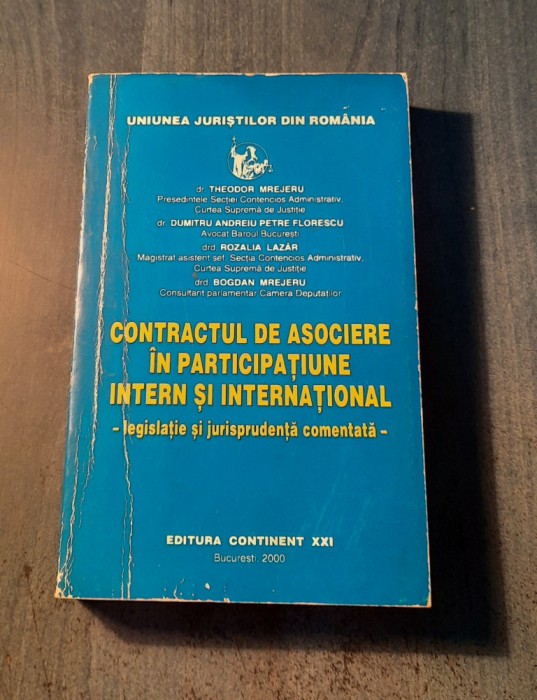 UNIUNEA JURIȘTILOR DIN ROMÂNIA
dr. THEODOR MREJERU
Președintele Secției Contencios Administrativ,
Curtea Supremă de Justiție
dr. DUMITRU ANDREIU PETRE FLORESCU
Avocat Baroul București
drd. ROZALIA LAZĂR
Magistrat asistent șef, Secția Contencios Administrativ,
Curtea Supremă de Justiție
drd. BOGDAN MREJERU
Consultant parlamentar Camera Deputaților
CONTRACTUL DE ASOCIERE
ÎN PARTICIPAȚIUNE
INTERN ȘI INTERNAȚIONAL
– legislație și jurisprudență comentată –
EDITURA CONTINENT XXI
București, 2000